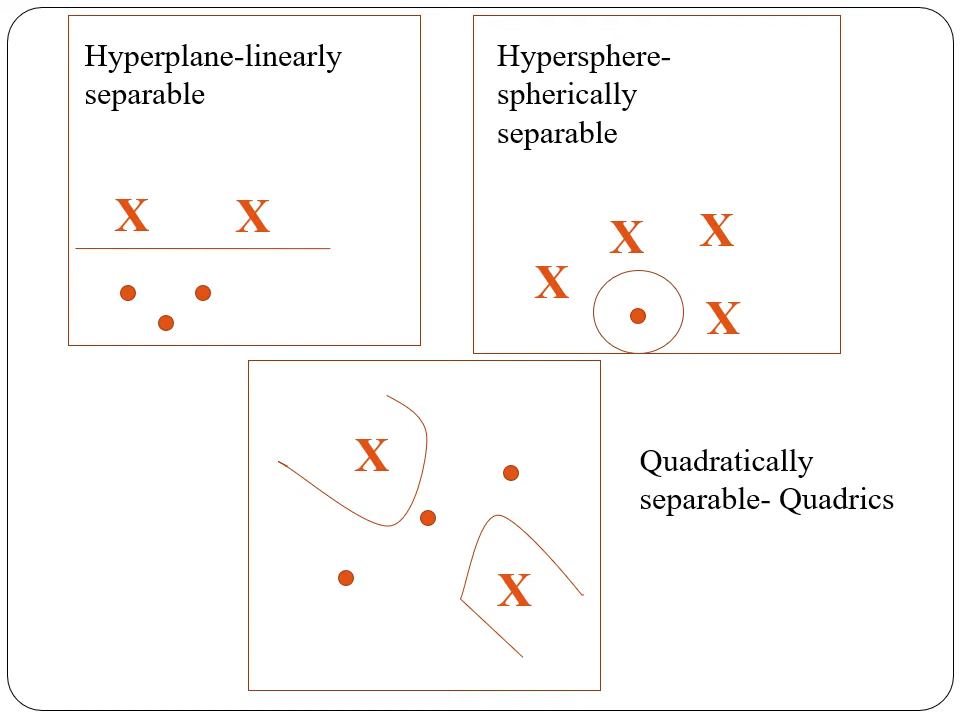 Hyperplane-linearly
separable
X X
Hypersphere-
spherically
separable
X X
X
X
X
X
Quadratically
separable- Quadrics